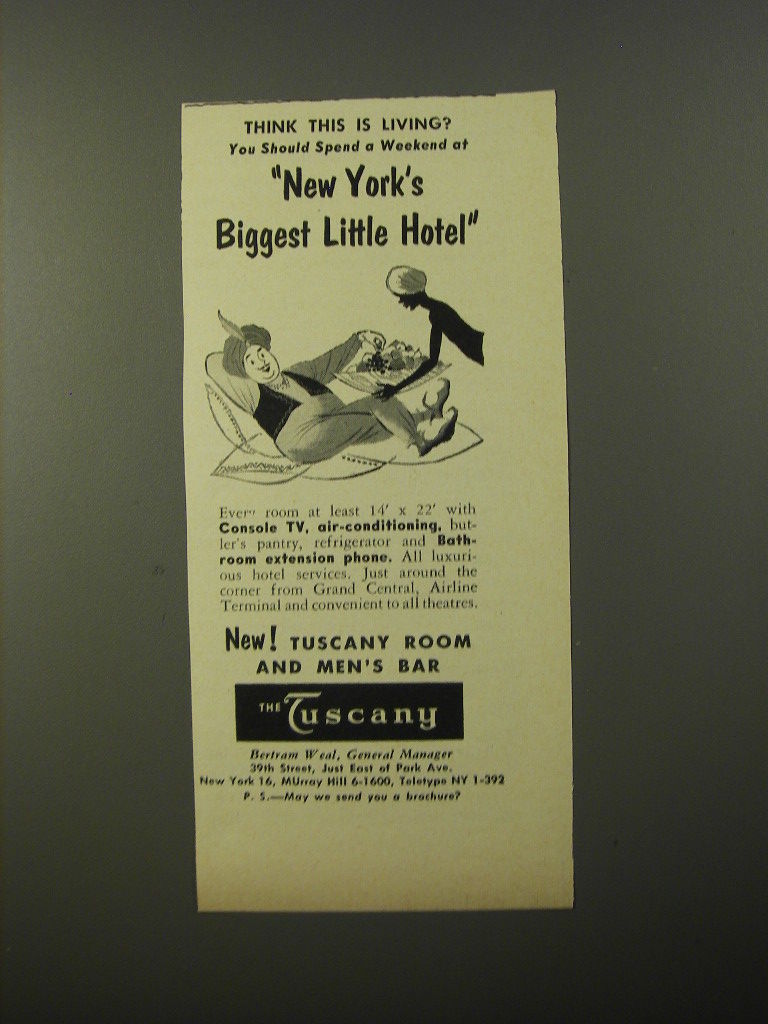 THINK THIS IS LIVING?
You Should Spend a Weekend at
"New York's
Biggest Little Hotel"
Every room at least 14' x 22' with
Console TV, air-conditioning, but-
ler's pantry, refrigerator and Bath-
room extension phone. All luxuri-
ous hotel services. Just around the
corner from Grand Central, Airline
Terminal and convenient to all theatres.
New! TUSCANY ROOM
AND MEN'S BAR
THE Tuscany
Bertram Weal, General Manager
39th Street, Just East of Park Ave.
New York 16, MUrray Hill 6-1600, Teletype NY 1-392
P. S.—May we send you a brochure?